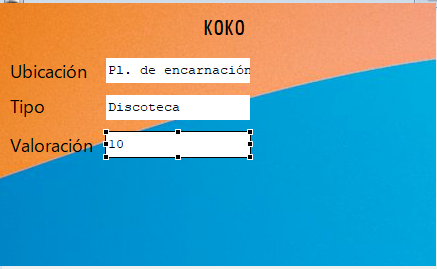 KOKO
Ubicación Pl. de encarnación
Tipo Discoteca
Valoración 10